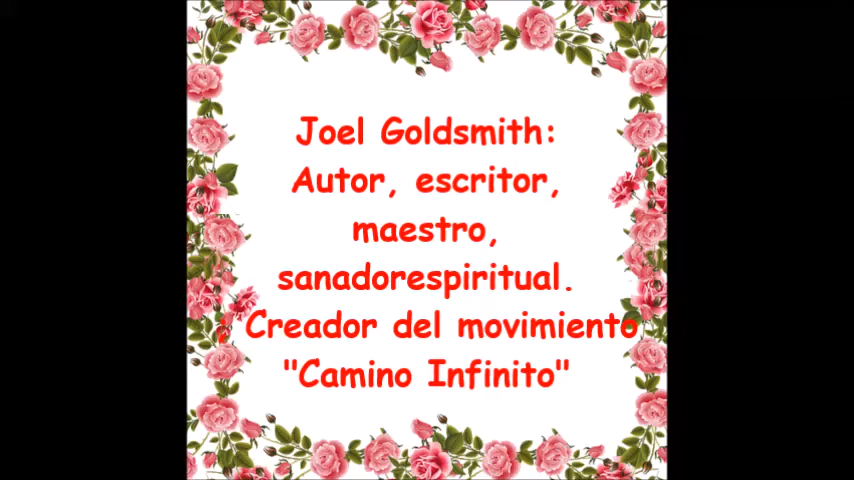 Joel Goldsmith:
Autor, escritor,
maestro,
sanadorespiritual.
; Creador del movimiento
"Camino Infinito"